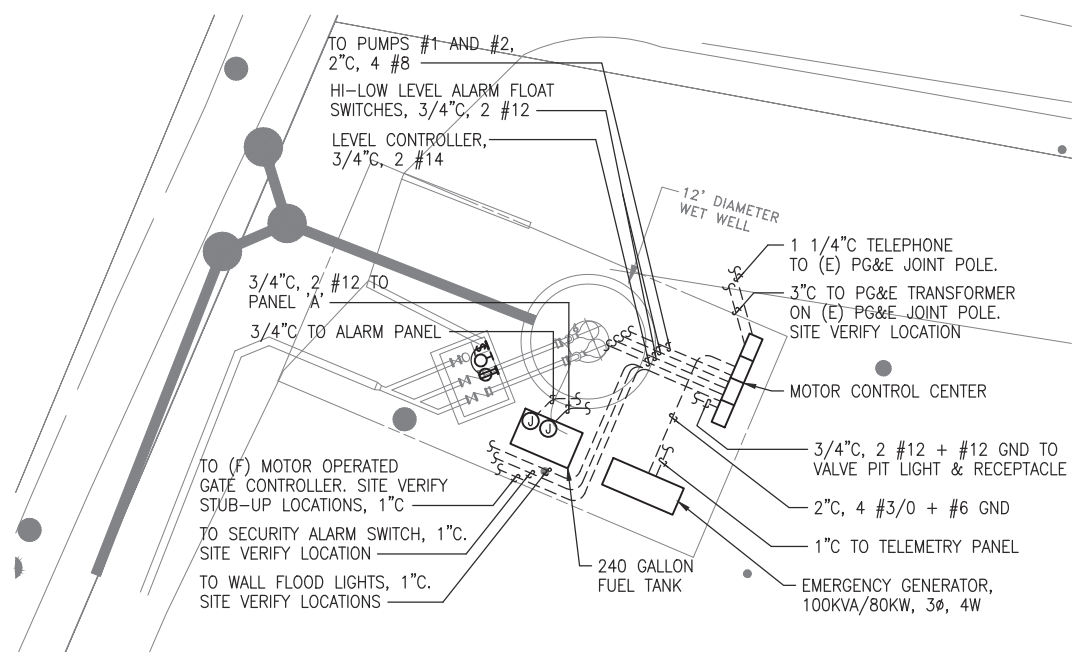 TO PUMPS #1 AND #2,
2"C, 4 #8
HI-LOW LEVEL ALARM FLOAT
SWITCHES, 3/4"C, 2 #12
LEVEL CONTROLLER,
3/4"C, 2 #14
12' DIAMETER
WET WELL
1 1/4"C TELEPHONE
TO (E) PG&E JOINT POLE.
3"C TO PG&E TRANSFORMER
ON (E) PG&E JOINT POLE.
SITE VERIFY LOCATION
3/4"C, 2 #12 TO
PANEL 'A'
3/4"C TO ALARM PANEL
MOTOR CONTROL CENTER
J J
3/4"C, 2 #12 + #12 GND TO
VALVE PIT LIGHT & RECEPTACLE
TO (F) MOTOR OPERATED
GATE CONTROLLER. SITE VERIFY
STUB-UP LOCATIONS, 1"C
2"C, 4 #3/0 + #6 GND
TO SECURITY ALARM SWITCH, 1"C.
SITE VERIFY LOCATION
1"C TO TELEMETRY PANEL
240 GALLON
FUEL TANK
TO WALL FLOOD LIGHTS, 1"C.
SITE VERIFY LOCATIONS
EMERGENCY GENERATOR,
100KVA/80KW, 3ø, 4W